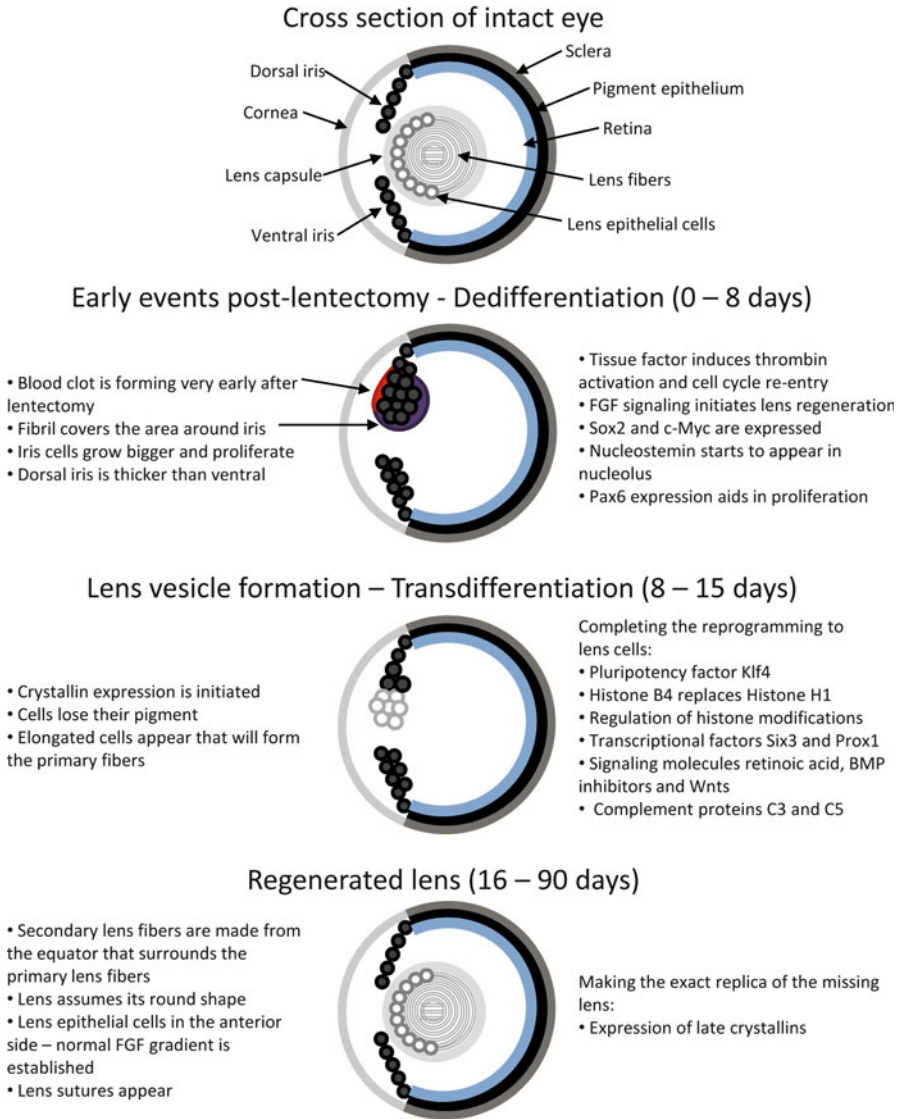 Cross section of intact eye
Dorsal iris
Cornea
Lens capsule
Ventral iris
Sclera
Pigment epithelium
Retina
Lens fibers
Lens epithelial cells
Early events post-lentectomy - Dedifferentiation (0 – 8 days)
• Blood clot is forming very early after
lentectomy
• Fibril covers the area around iris
• Iris cells grow bigger and proliferate
• Dorsal iris is thicker than ventral
• Tissue factor induces thrombin
activation and cell cycle re-entry
• FGF signaling initiates lens regeneration
• Sox2 and c-Myc are expressed
• Nucleostemin starts to appear in
nucleolus
• Pax6 expression aids in proliferation
Lens vesicle formation – Transdifferentiation (8 – 15 days)
• Crystallin expression is initiated
• Cells lose their pigment
• Elongated cells appear that will form
the primary fibers
Completing the reprogramming to
lens cells:
• Pluripotency factor Klf4
• Histone B4 replaces Histone H1
• Regulation of histone modifications
• Transcriptional factors Six3 and Prox1
• Signaling molecules retinoic acid, BMP
inhibitors and Wnts
• Complement proteins C3 and C5
Regenerated lens (16 – 90 days)
• Secondary lens fibers are made from
the equator that surrounds the
primary lens fibers
• Lens assumes its round shape
• Lens epithelial cells in the anterior
side – normal FGF gradient is
established
• Lens sutures appear
Making the exact replica of the missing
lens:
• Expression of late crystallins